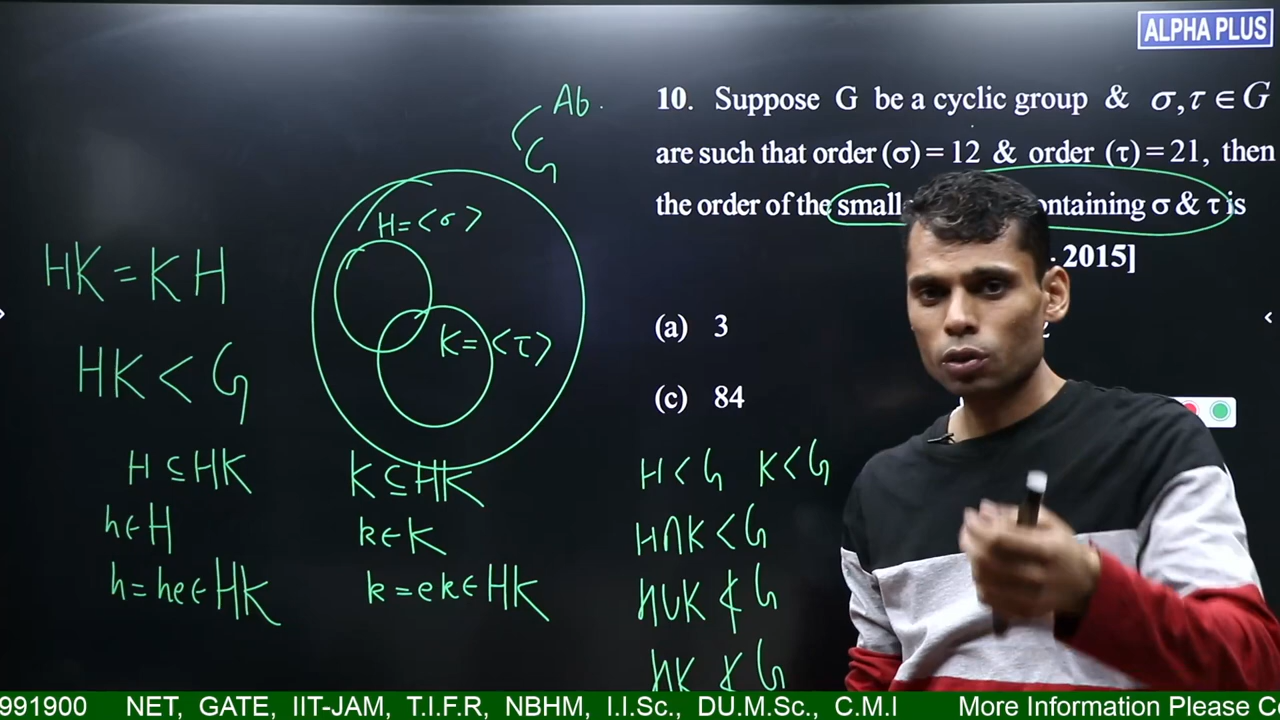 ALPHA PLUS
10. Suppose G be a cyclic group & σ, τ ∈ G
are such that order (σ) = 12 & order (τ) = 21, then
the order of the small ontaining σ & τ is
2015]
(a) 3
(c) 84
Ab.
G
H = <σ>
K = <τ>
HK = KH
HK < G
H ⊆ HK
h ∈ H
h = he ∈ HK
K ⊆ HK
k ∈ K
k = ek ∈ HK
H < G K < G
H ∩ K < G
H ∪ K ≮ G
HK ≮ G
991900 NET, GATE, IIT-JAM, T.I.F.R, NBHM, I.I.Sc., DU.M.Sc., C.M.I More Information Please Co